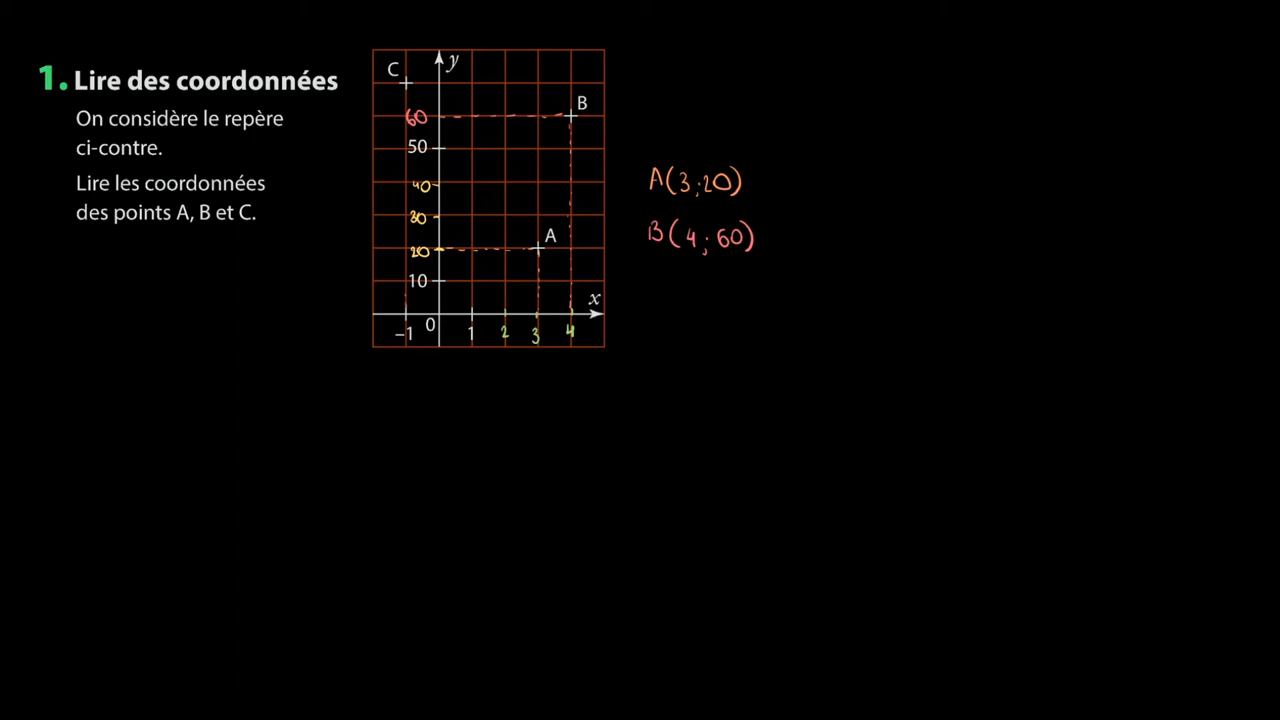 1. Lire des coordonnées
On considère le repère
ci-contre.
Lire les coordonnées
des points A, B et C.
C
y
B
60
50
40
30
A
20
10
x
0
−1 1 2 3 4
A(3;20)
B(4;60)